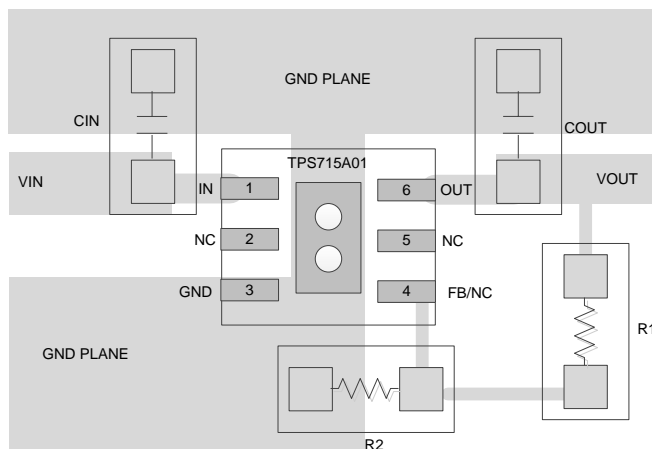 GND PLANE
CIN
COUT
TPS715A01
VIN
IN
1
6
OUT
VOUT
NC
2
5
NC
GND
3
4
FB/NC
R1
GND PLANE
R2